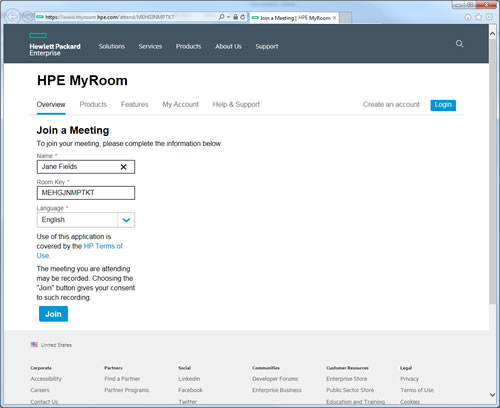 https://www.myroom.hpe.com/attend/MEHGJNMPTKT
Join a Meeting | HPE MyRoom
Hewlett Packard
Enterprise
Solutions Services Products About Us Support
HPE MyRoom
Overview Products Features My Account Help & Support Create an account Login
Join a Meeting
To join your meeting, please complete the information below
Name *
Jane Fields
Room Key *
MEHGJNMPTKT
Language *
English
Use of this application is
covered by the HP Terms of
Use.
The meeting you are attending
may be recorded. Choosing the
"Join" button gives your consent
to such recording.
Join
United States
Corporate Partners Social Communities Customer Resources Legal
Accessibility Find a Partner LinkedIn Developer Forums Enterprise Store Privacy
Careers Partner Programs Facebook Enterprise Business Public Sector Store Terms of Use
Contact Us Twitter Education and Training Cookies